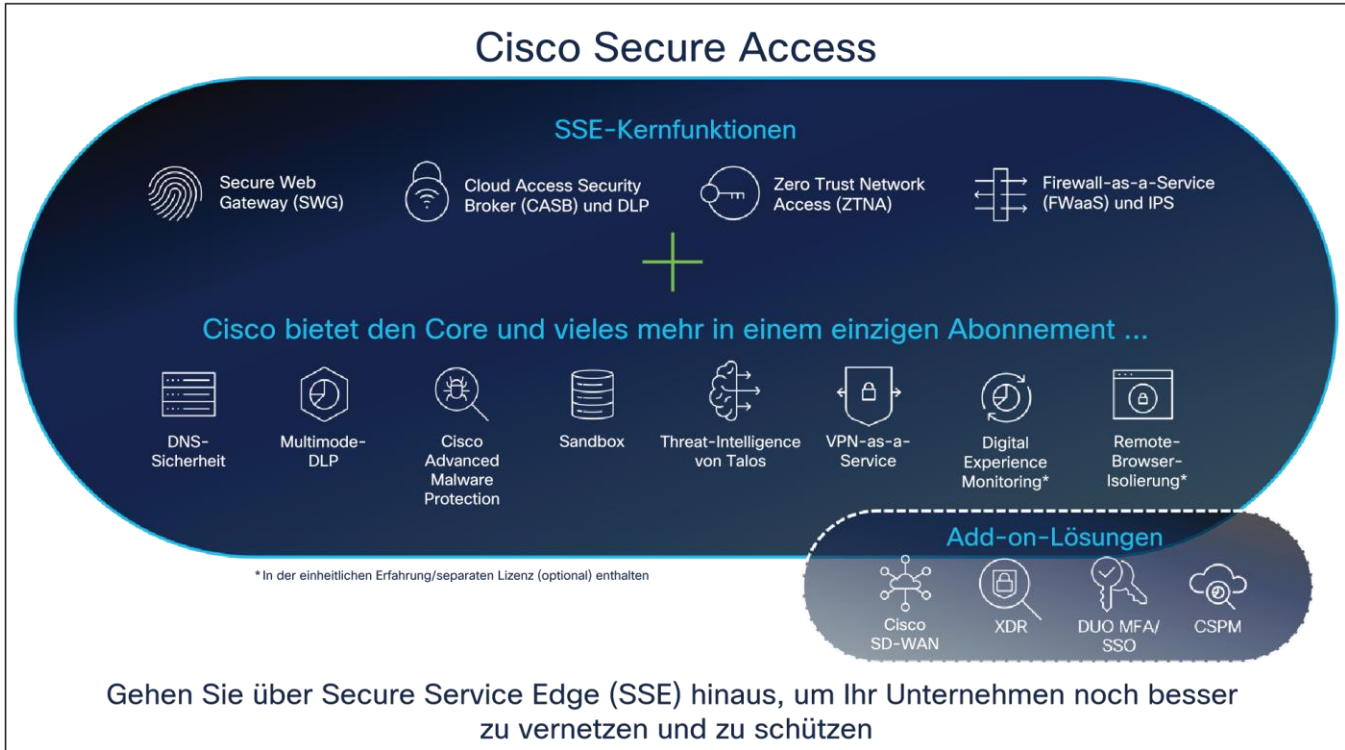 Cisco Secure Access
SSE-Kernfunktionen
Secure Web
Gateway (SWG)
Cloud Access Security
Broker (CASB) und DLP
Zero Trust Network
Access (ZTNA)
Firewall-as-a-Service
(FWaaS) und IPS
Cisco bietet den Core und vieles mehr in einem einzigen Abonnement ...
DNS-
Sicherheit
Multimode-
DLP
Cisco
Advanced
Malware
Protection
Sandbox
Threat-Intelligence
von Talos
VPN-as-a-
Service
Digital
Experience
Monitoring*
Remote-
Browser-
Isolierung*
Add-on-Lösungen
Cisco
SD-WAN
XDR
DUO MFA/
SSO
CSPM
* In der einheitlichen Erfahrung/separaten Lizenz (optional) enthalten
Gehen Sie über Secure Service Edge (SSE) hinaus, um Ihr Unternehmen noch besser
zu vernetzen und zu schützen